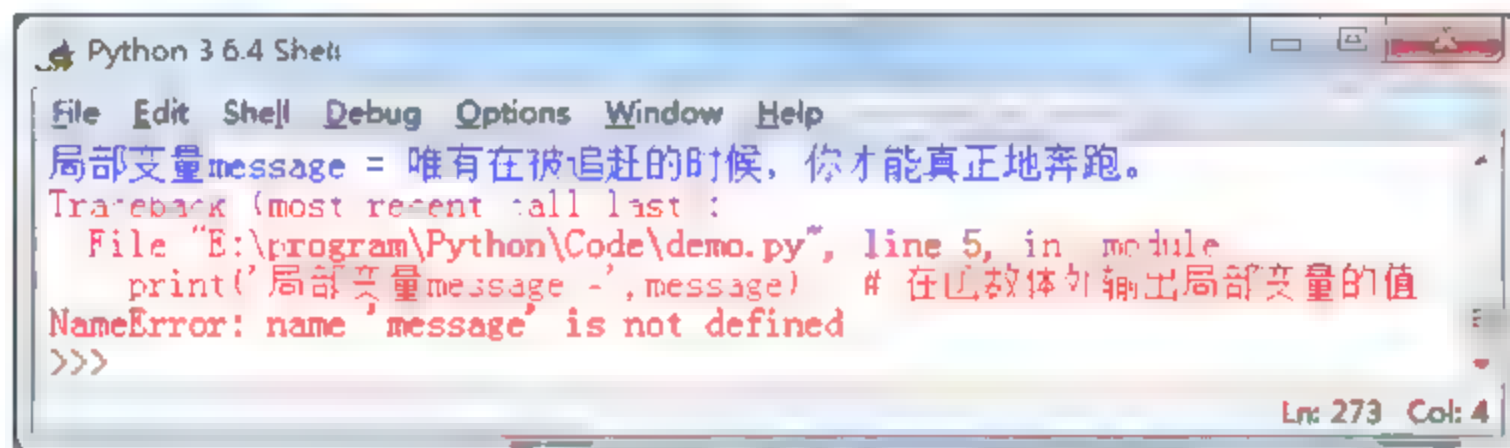 Python 3.6.4 Shell
File Edit Shell Debug Options Window Help
局部变量message = 唯有在被追赶的时候，你才能真正地奔跑。
Traceback (most recent call last):
  File "E:\program\Python\Code\demo.py", line 5, in <module>
    print('局部变量message =',message)   # 在函数体外输出局部变量的值
NameError: name 'message' is not defined
>>>
Ln: 273 Col: 4